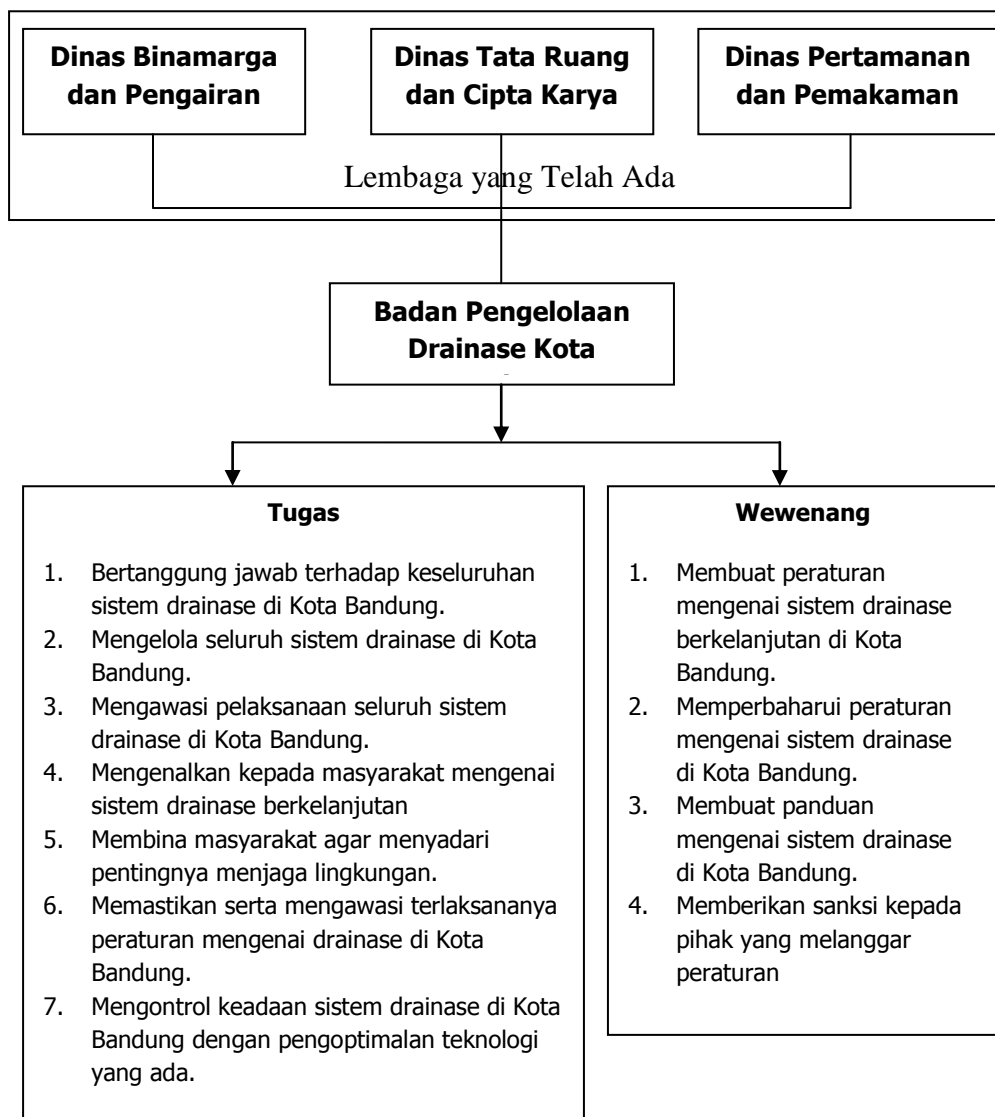 Dinas Binamarga
dan Pengairan
Dinas Tata Ruang
dan Cipta Karya
Dinas Pertamanan
dan Pemakaman
Lembaga yang Telah Ada
Badan Pengelolaan
Drainase Kota
Tugas
1. Bertanggung jawab terhadap keseluruhan
sistem drainase di Kota Bandung.
2. Mengelola seluruh sistem drainase di Kota
Bandung.
3. Mengawasi pelaksanaan seluruh sistem
drainase di Kota Bandung.
4. Mengenalkan kepada masyarakat mengenai
sistem drainase berkelanjutan
5. Membina masyarakat agar menyadari
pentingnya menjaga lingkungan.
6. Memastikan serta mengawasi terlaksananya
peraturan mengenai drainase di Kota
Bandung.
7. Mengontrol keadaan sistem drainase di Kota
Bandung dengan pengoptimalan teknologi
yang ada.
Wewenang
1. Membuat peraturan
mengenai sistem drainase
berkelanjutan di Kota
Bandung.
2. Memperbaharui peraturan
mengenai sistem drainase
di Kota Bandung.
3. Membuat panduan
mengenai sistem drainase
di Kota Bandung.
4. Memberikan sanksi kepada
pihak yang melanggar
peraturan